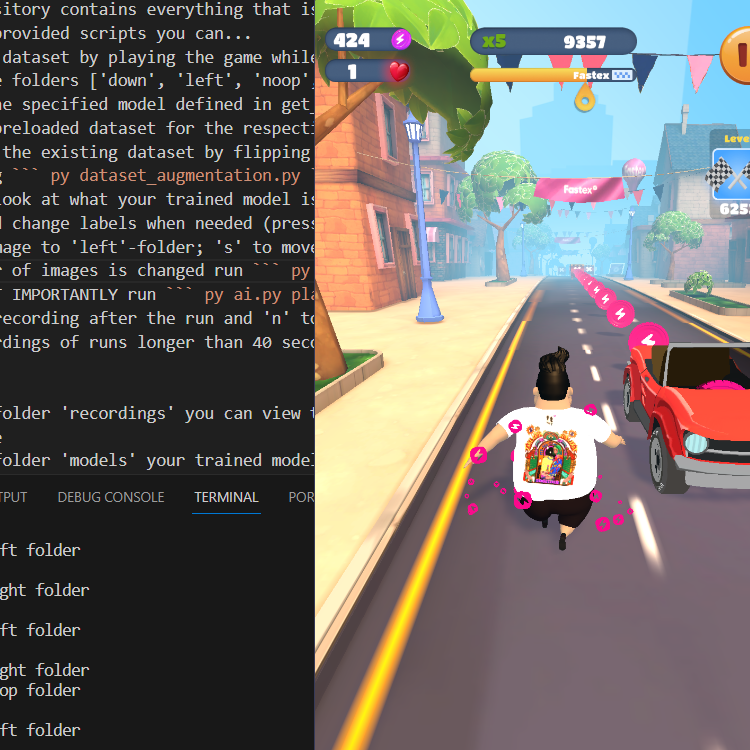 sitory contains everything that is
provided scripts you can...
dataset by playing the game while
e folders ['down', 'left', 'noop',
he specified model defined in get_
preloaded dataset for the respecti
the existing dataset by flipping
g ``` py dataset_augmentation.py
look at what your trained model is
d change labels when needed (press
mage to 'left'-folder; 's' to move
r of images is changed run ``` py
T IMPORTANTLY run ``` py ai.py pla
recording after the run and 'n' to
rdings of runs longer than 40 seco
folder 'recordings' you can view t
e
folder 'models' your trained model
TPUT DEBUG CONSOLE TERMINAL POR
ft folder
ght folder
ft folder
ght folder
op folder
ft folder
424
1
x5 9357
Fastex
Fastex
Level
625